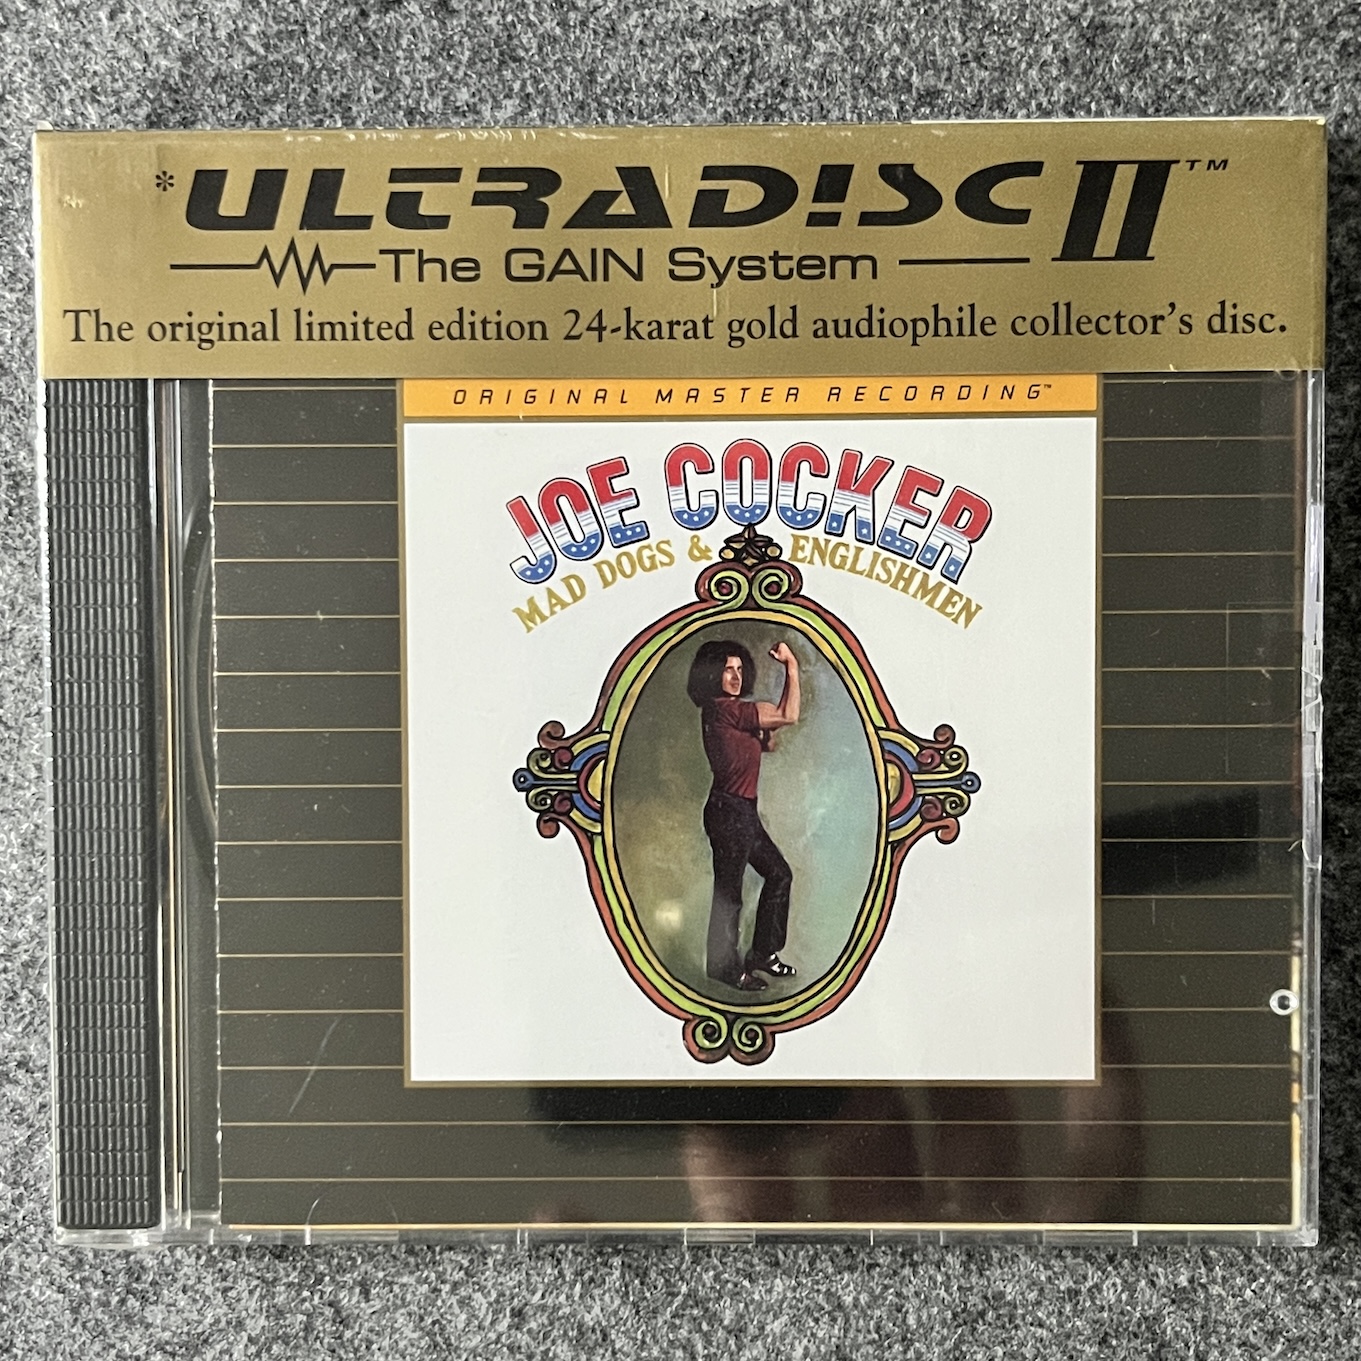 *ULTRADISC II™
The GAIN System
The original limited edition 24-karat gold audiophile collector's disc.
ORIGINAL MASTER RECORDING™
JOE COCKER
MAD DOGS & ENGLISHMEN